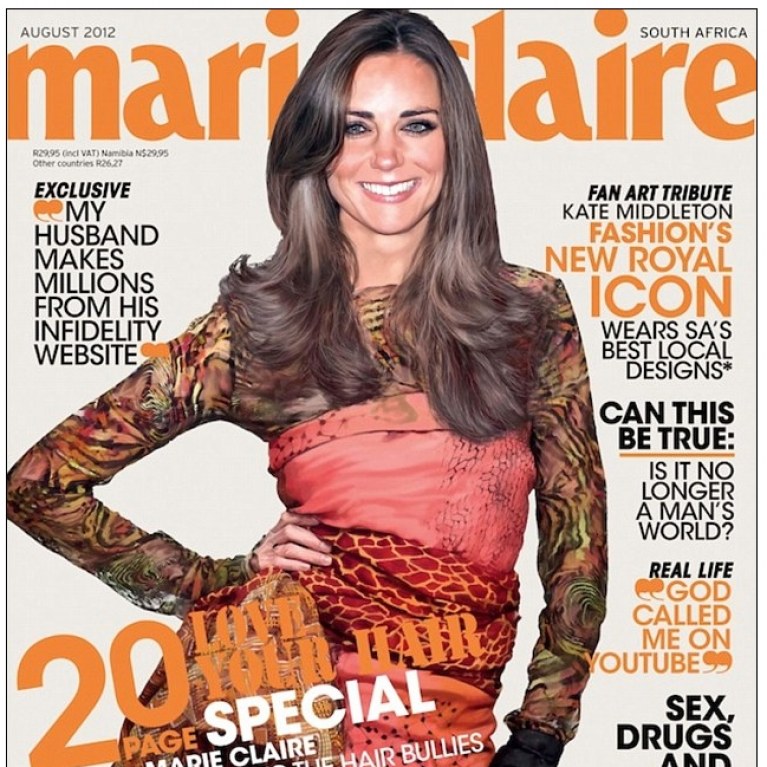 AUGUST 2012
SOUTH AFRICA
mari claire
R29,95 (incl VAT) Namibia N$29,95
Other countries R26,27
EXCLUSIVE
❝MY
HUSBAND
MAKES
MILLIONS
FROM HIS
INFIDELITY
WEBSITE❞
FAN ART TRIBUTE
KATE MIDDLETON
FASHION'S
NEW ROYAL
ICON
WEARS SA'S
BEST LOCAL
DESIGNS*
CAN THIS
BE TRUE:
IS IT NO
LONGER
A MAN'S
WORLD?
REAL LIFE
❝GOD
CALLED
ME ON
YOUTUBE❞
SEX,
DRUGS
AND
20
LOVE
YOUR HAIR
PAGE SPECIAL
MARIE CLAIRE
THE HAIR BULLIES